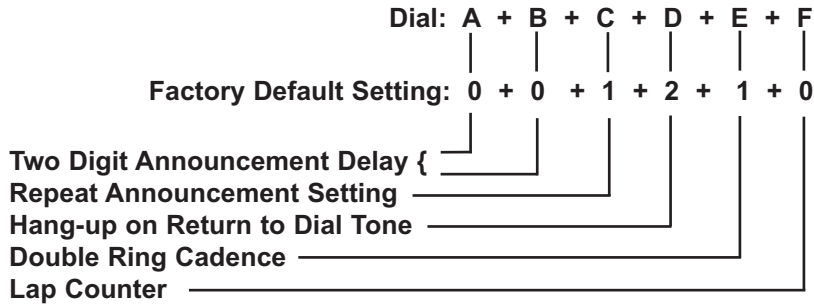 Dial: A + B + C + D + E + F
Factory Default Setting: 0 + 0 + 1 + 2 + 1 + 0
Two Digit Announcement Delay {
Repeat Announcement Setting
Hang-up on Return to Dial Tone
Double Ring Cadence
Lap Counter